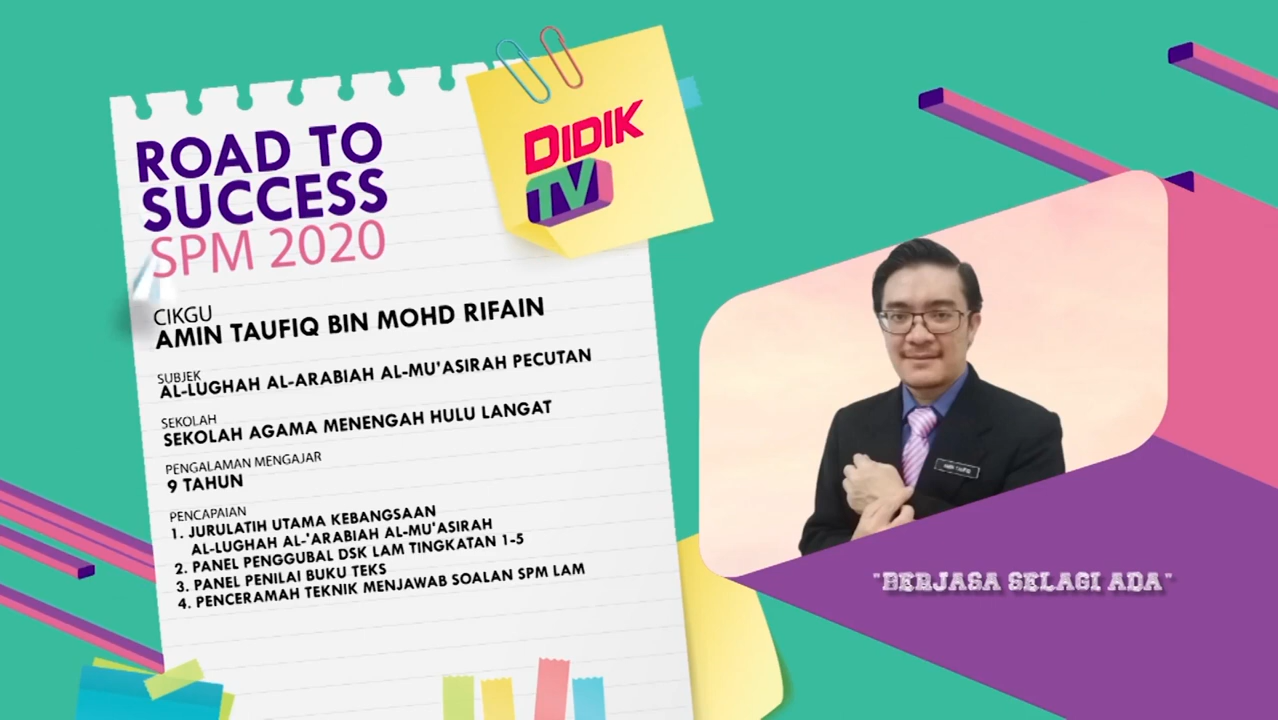 ROAD TO
SUCCESS
SPM 2020
DIDIK
TV
CIKGU
AMIN TAUFIQ BIN MOHD RIFAIN
SUBJEK
AL-LUGHAH AL-ARABIAH AL-MU'ASIRAH PECUTAN
SEKOLAH
SEKOLAH AGAMA MENENGAH HULU LANGAT
PENGALAMAN MENGAJAR
9 TAHUN
PENCAPAIAN
1. JURULATIH UTAMA KEBANGSAAN
AL-LUGHAH AL-'ARABIAH AL-MU'ASIRAH
2. PANEL PENGGUBAL DSK LAM TINGKATAN 1-5
3. PANEL PENILAI BUKU TEKS
4. PENCERAMAH TEKNIK MENJAWAB SOALAN SPM LAM
AMIN TAUFIQ
"BERJASA SELAGI ADA"